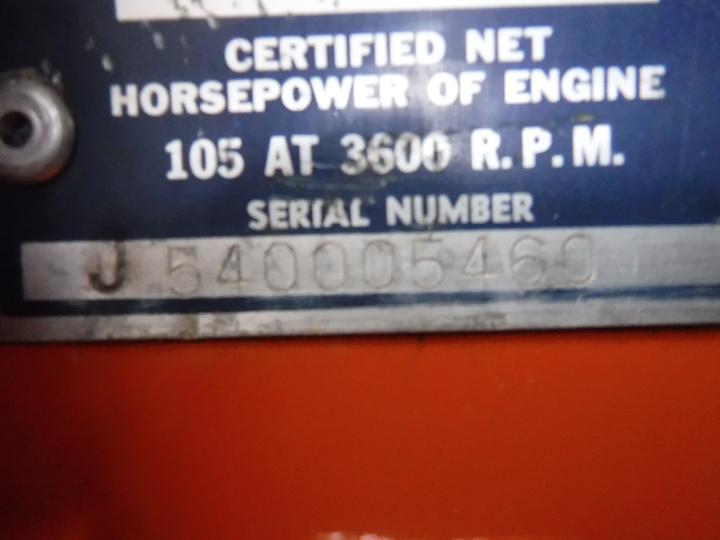 CERTIFIED NET
HORSEPOWER OF ENGINE
105 AT 3600 R.P.M.
SERIAL NUMBER
J 540005460